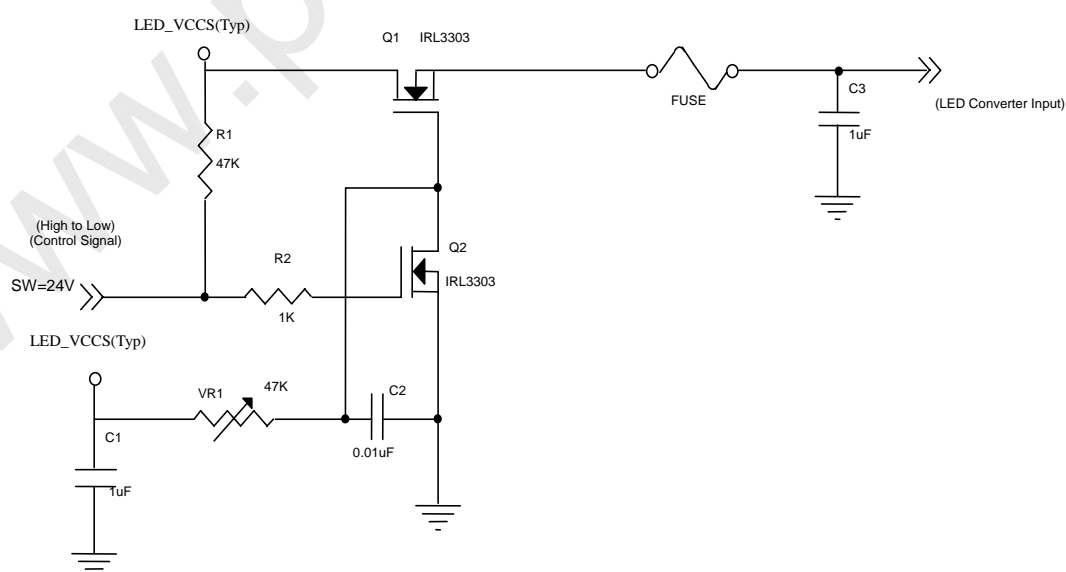 LED_VCCS(Typ)
Q1 IRL3303
FUSE
C3
1uF
(LED Converter Input)
R1
47K
(High to Low)
(Control Signal)
SW=24V
R2
1K
Q2
IRL3303
LED_VCCS(Typ)
VR1 47K
C2
0.01uF
C1
1uF
www.p